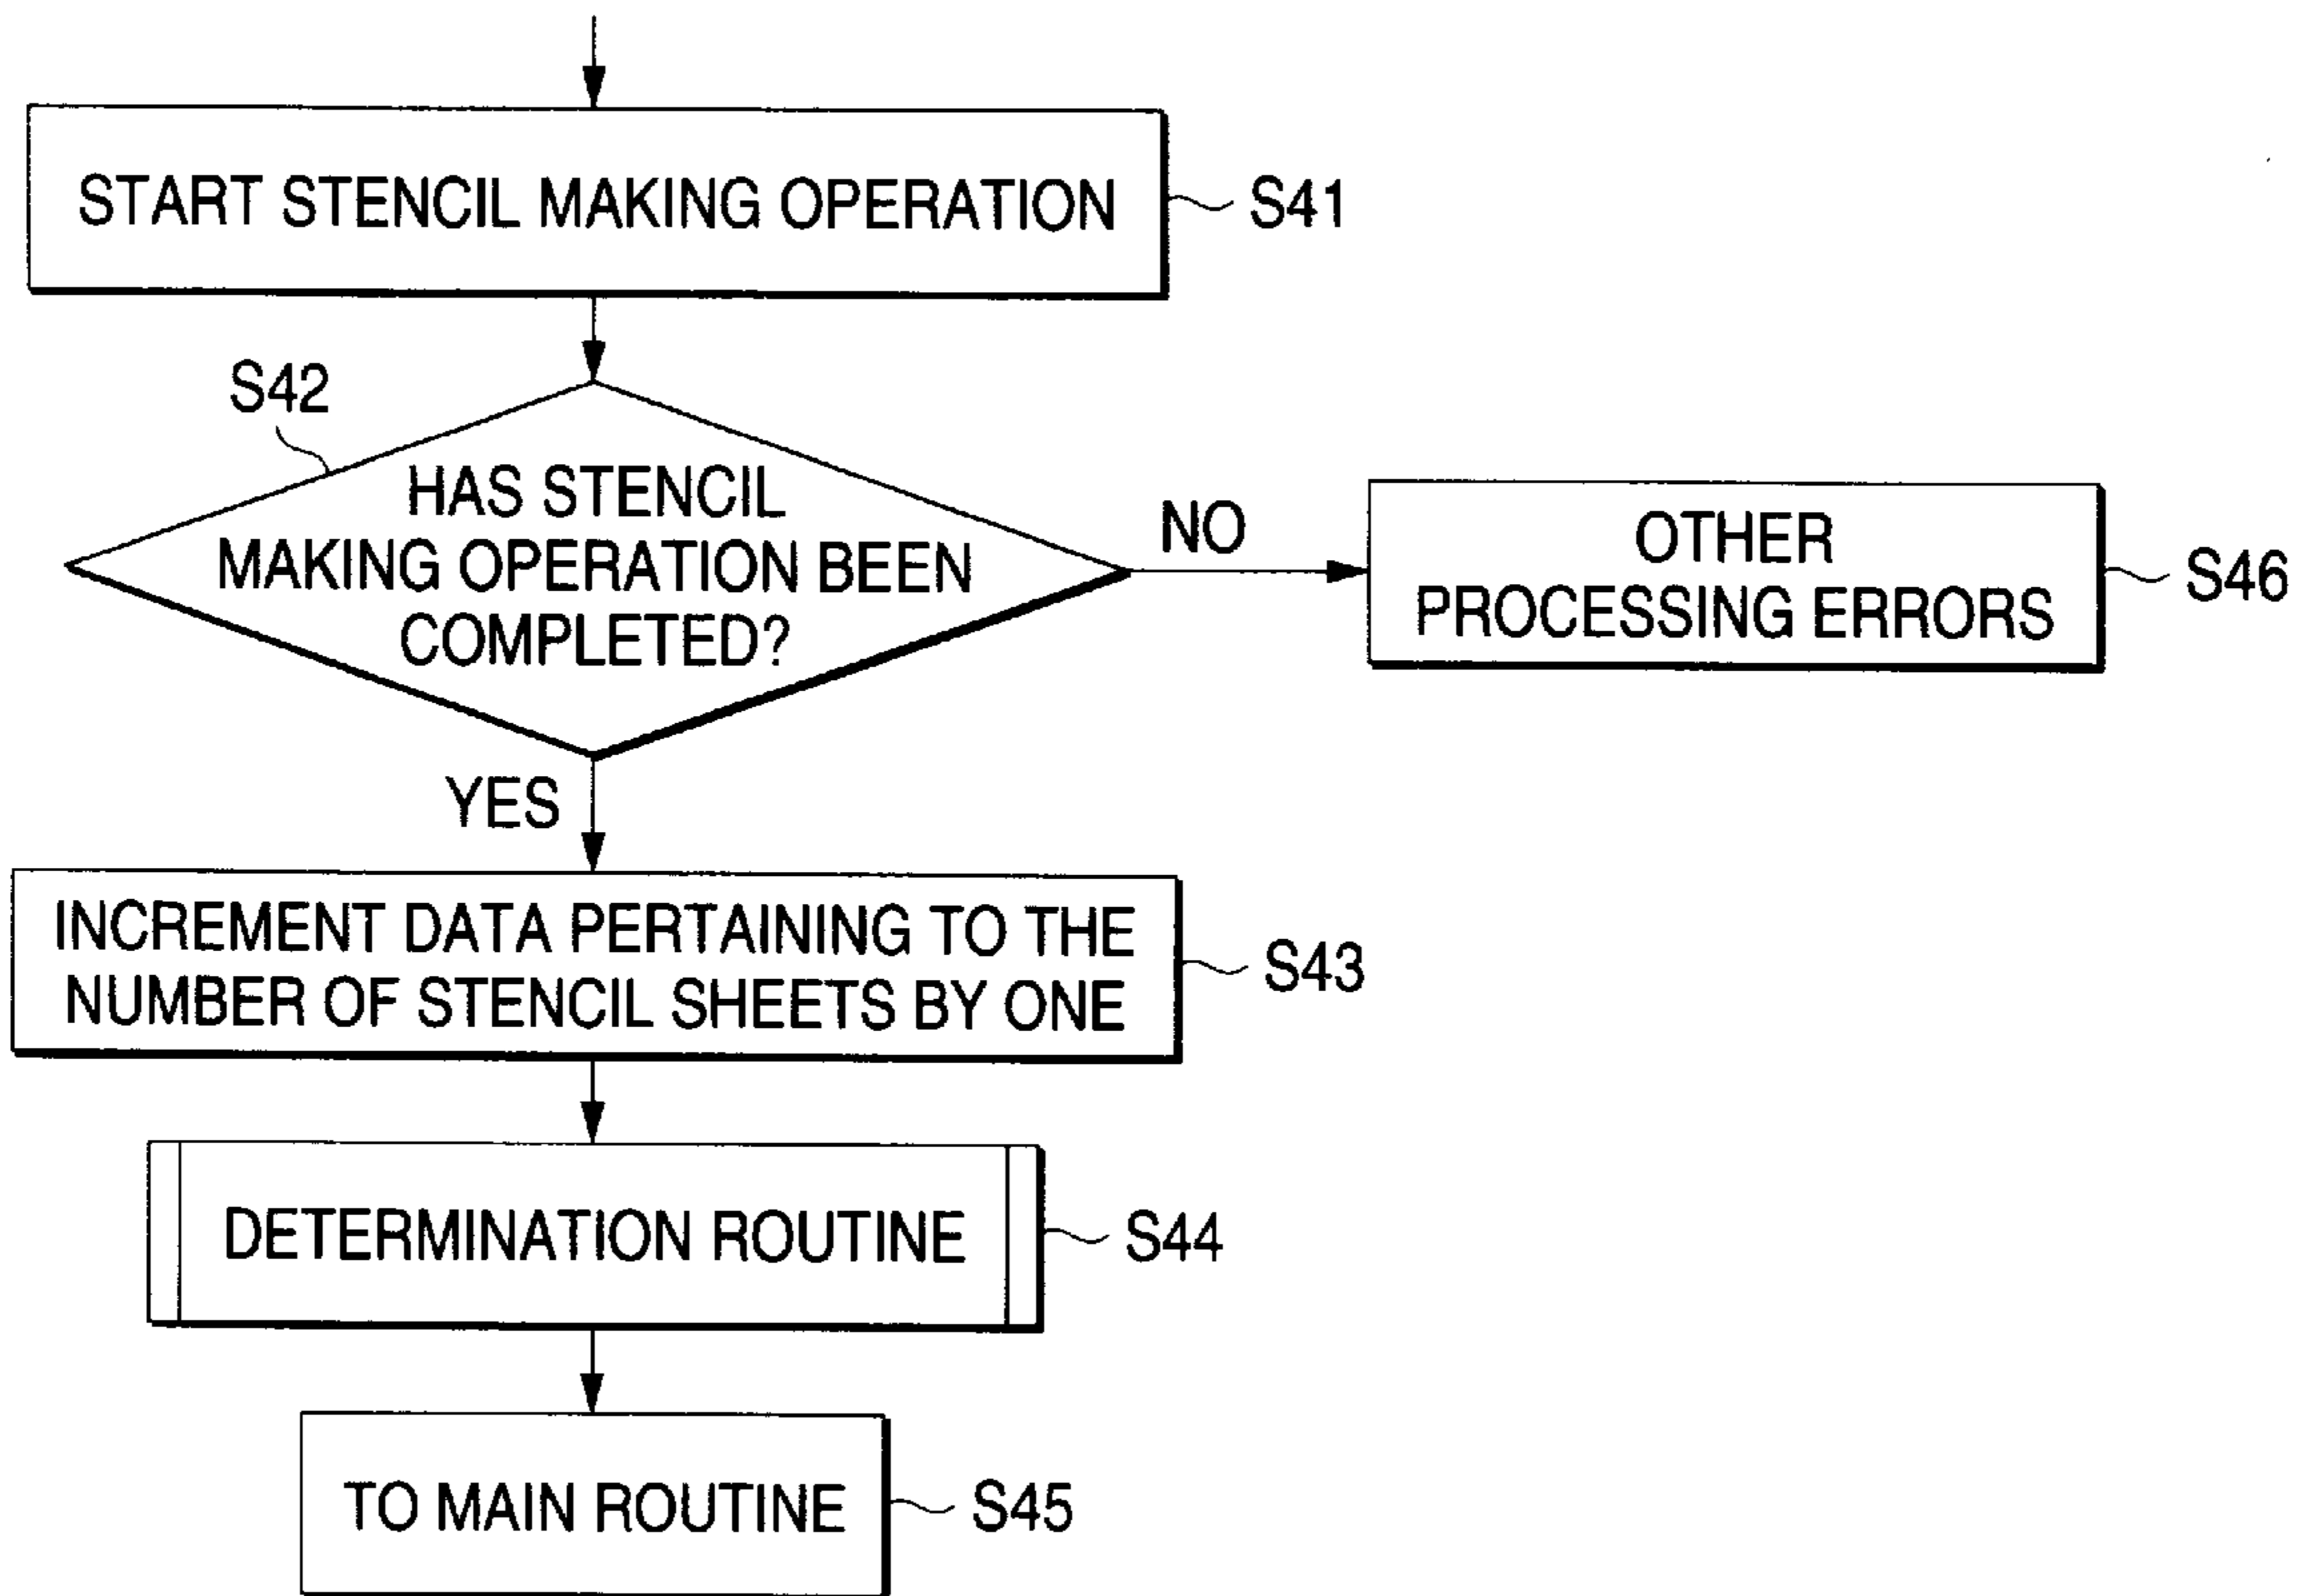 START STENCIL MAKING OPERATION
S41
S42
HAS STENCIL
MAKING OPERATION BEEN
COMPLETED?
NO
OTHER
PROCESSING ERRORS
S46
YES
INCREMENT DATA PERTAINING TO THE
NUMBER OF STENCIL SHEETS BY ONE
S43
DETERMINATION ROUTINE
S44
TO MAIN ROUTINE
S45